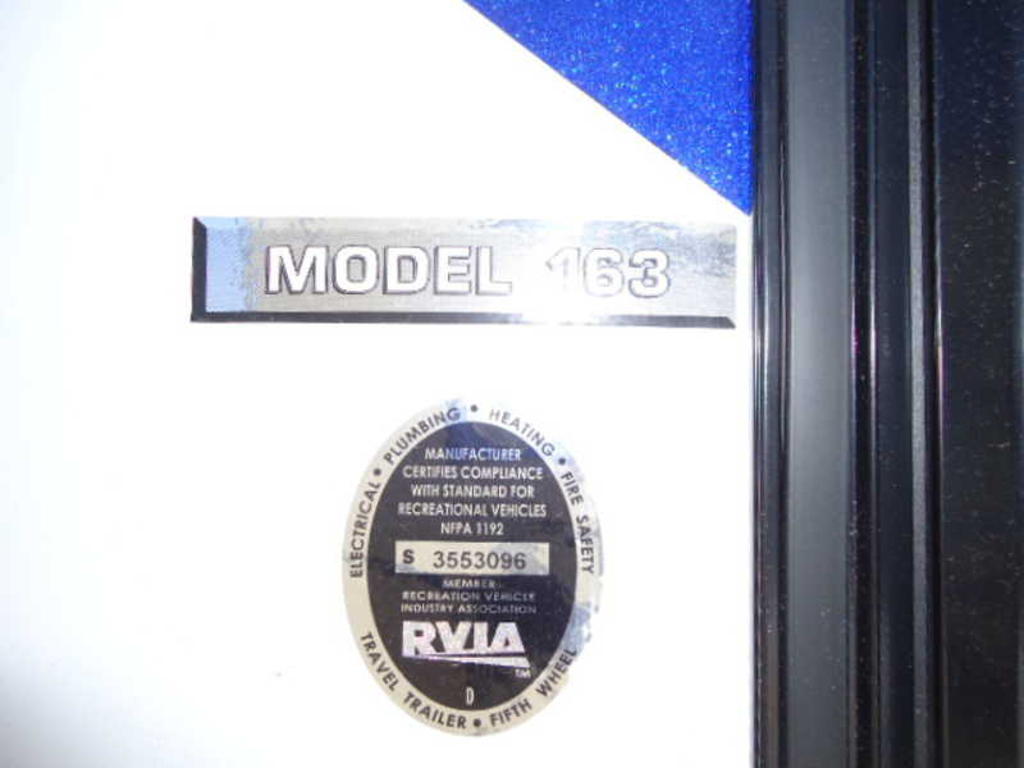 MODEL 163
ELECTRICAL • PLUMBING • HEATING • FIRE SAFETY
MANUFACTURER
CERTIFIES COMPLIANCE
WITH STANDARD FOR
RECREATIONAL VEHICLES
NFPA 1192
S 3553096
MEMBER
RECREATION VEHICLE
INDUSTRY ASSOCIATION
RVIA
TM
D
TRAVEL TRAILER • FIFTH WHEEL